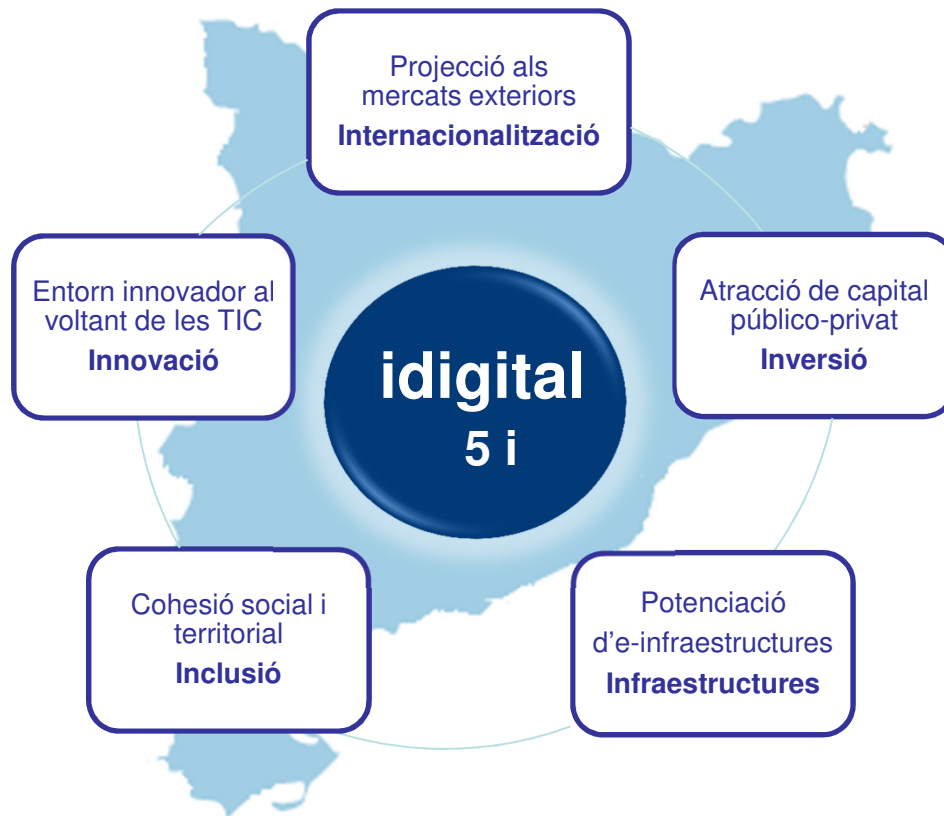 Projecció als
mercats exteriors
Internacionalització
Entorn innovador al
voltant de les TIC
Innovació
Atracció de capital
público-privat
Inversió
idigital
5 i
Cohesió social i
territorial
Inclusió
Potenciació
d'e-infraestructures
Infraestructures